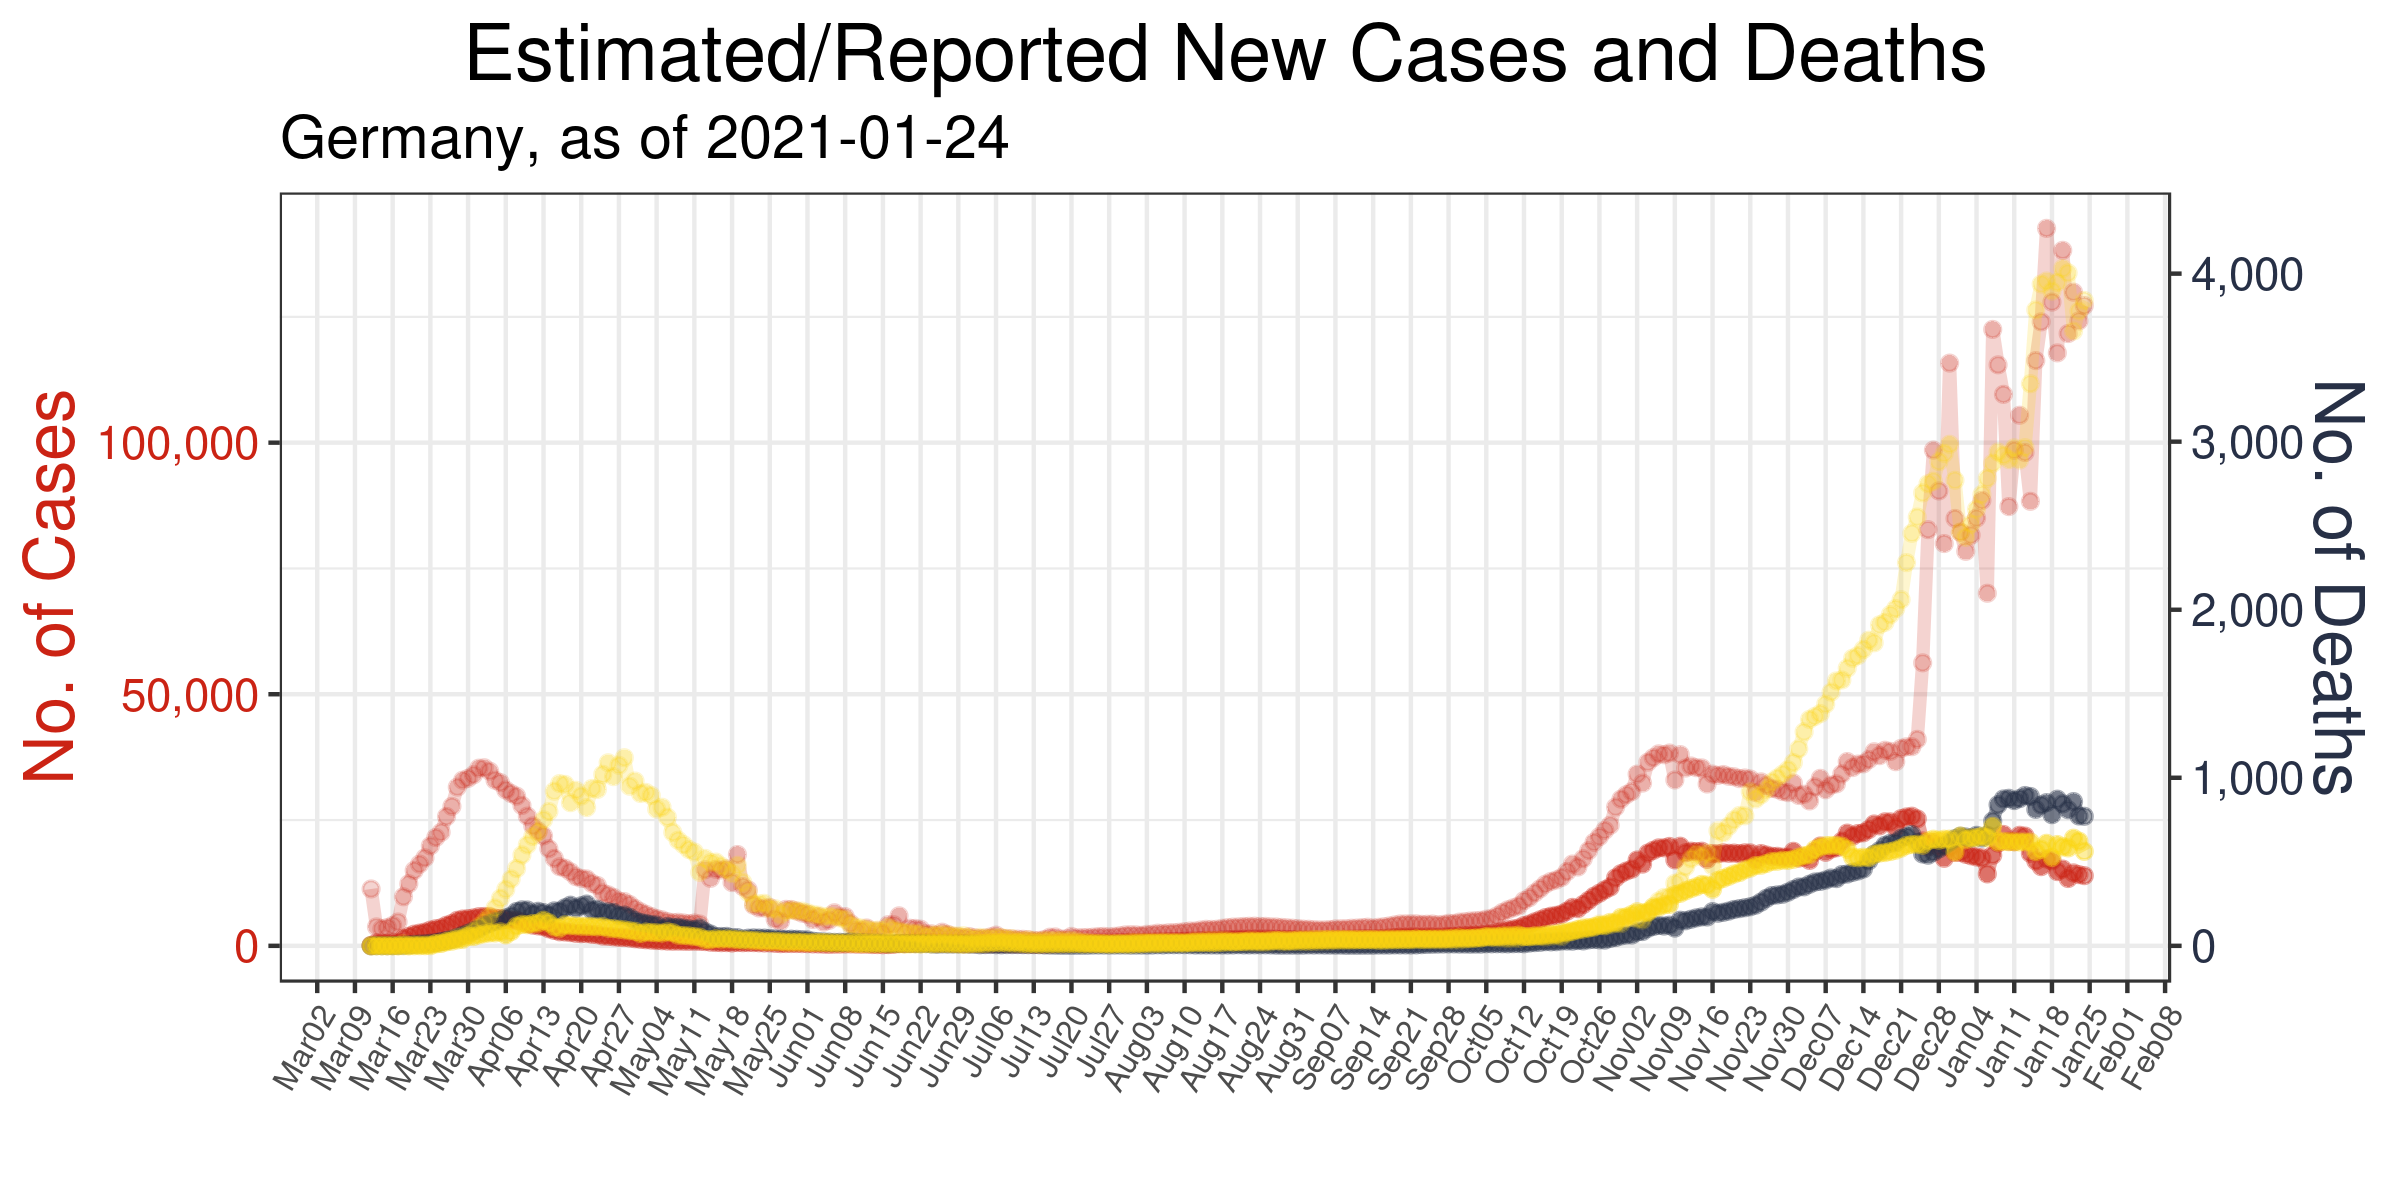 Estimated/Reported New Cases and Deaths
Germany, as of 2021-01-24
No. of Cases
100,000
50,000
0
4,000
3,000
2,000
1,000
0
No. of Deaths
Mar02
Mar09
Mar16
Mar23
Mar30
Apr06
Apr13
Apr20
Apr27
May04
May11
May18
May25
Jun01
Jun08
Jun15
Jun22
Jun29
Jul06
Jul13
Jul20
Jul27
Aug03
Aug10
Aug17
Aug24
Aug31
Sep07
Sep14
Sep21
Sep28
Oct05
Oct12
Oct19
Oct26
Nov02
Nov09
Nov16
Nov23
Nov30
Dec07
Dec14
Dec21
Dec28
Jan04
Jan11
Jan18
Jan25
Feb01
Feb08